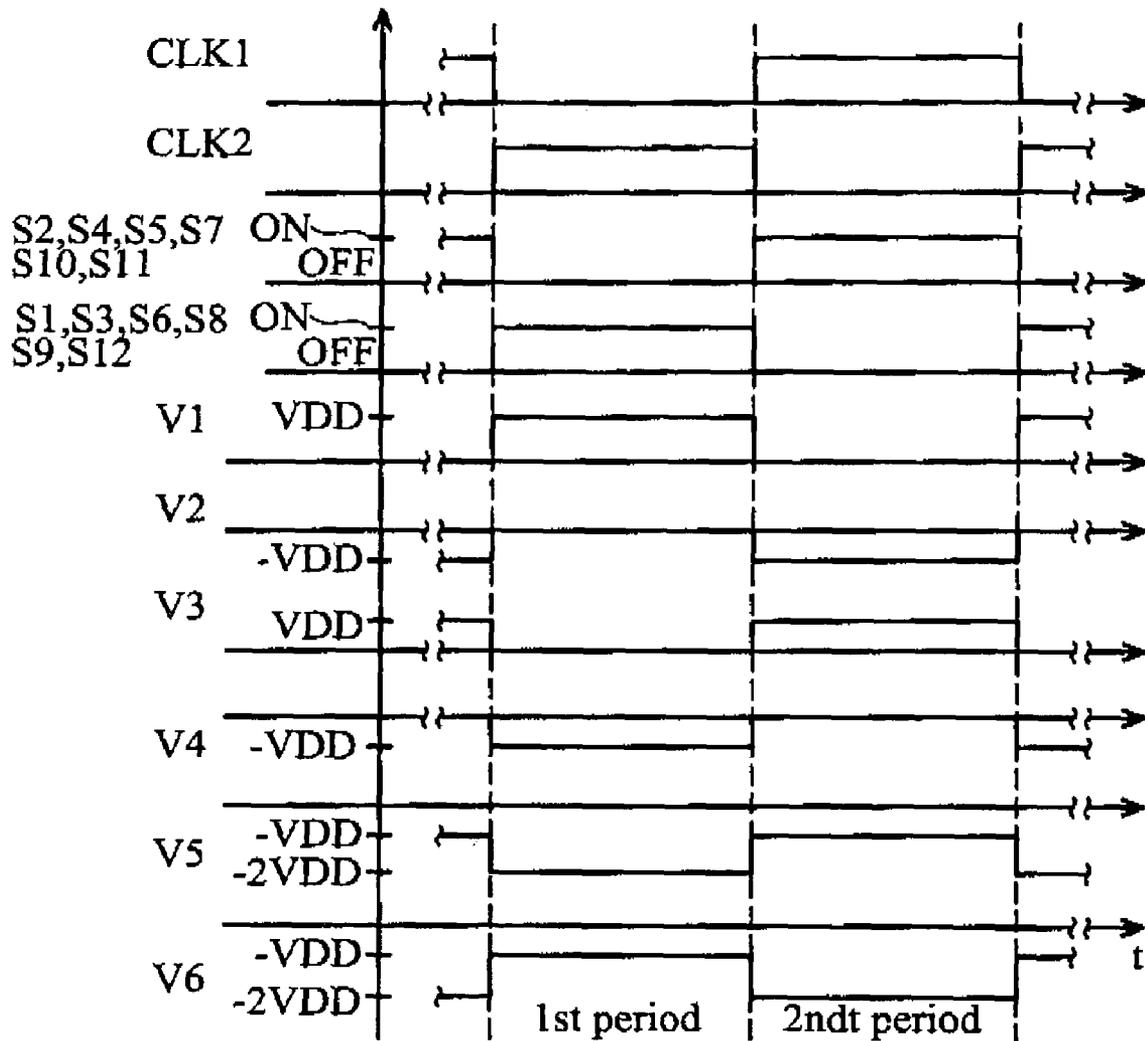 CLK1
CLK2
S2,S4,S5,S7 ON
S10,S11 OFF
S1,S3,S6,S8 ON
S9,S12 OFF
V1 VDD
V2
-VDD
V3
VDD
V4 -VDD
-VDD
V5
-2VDD
-VDD
t
V6
-2VDD
1st period 2ndt period